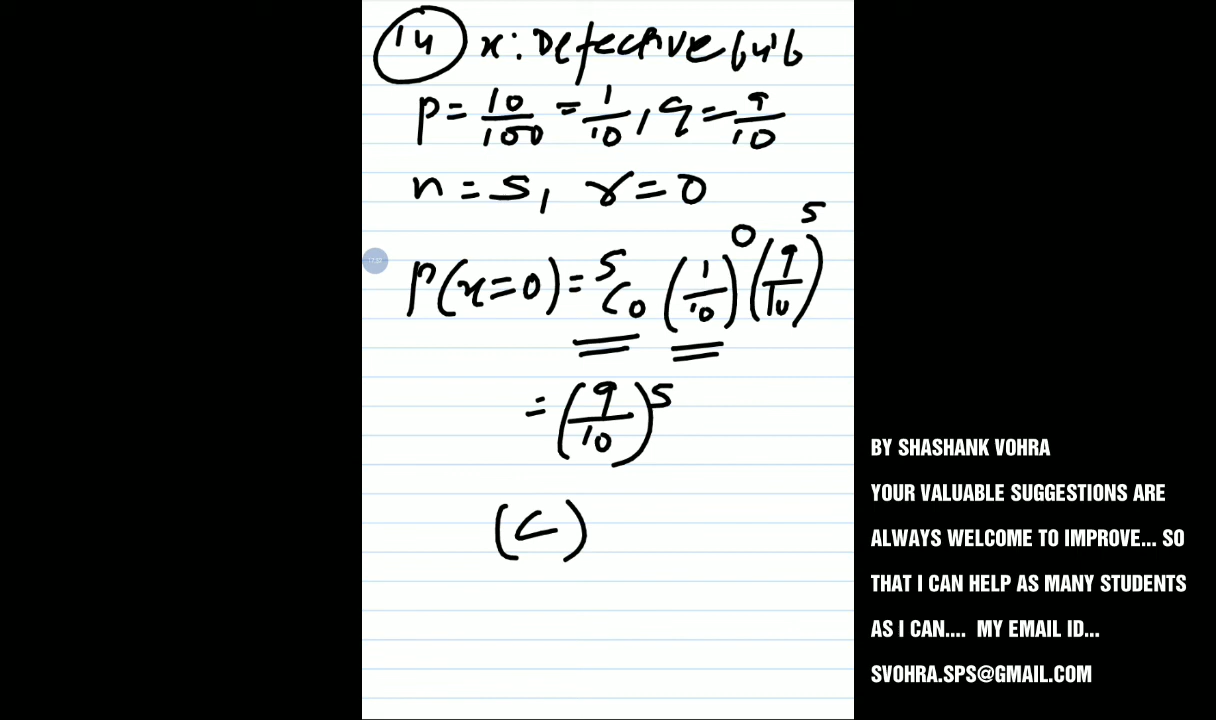 14 x: Defective bulb
P = 10/100 = 1/10, q = 9/10
n = 5, r = 0
P(x=0) = ⁵C₀ (1/10)⁰ (9/10)⁵
= (9/10)⁵
(C)
BY SHASHANK VOHRA
YOUR VALUABLE SUGGESTIONS ARE
ALWAYS WELCOME TO IMPROVE... SO
THAT I CAN HELP AS MANY STUDENTS
AS I CAN.... MY EMAIL ID...
SVOHRA.SPS@GMAIL.COM